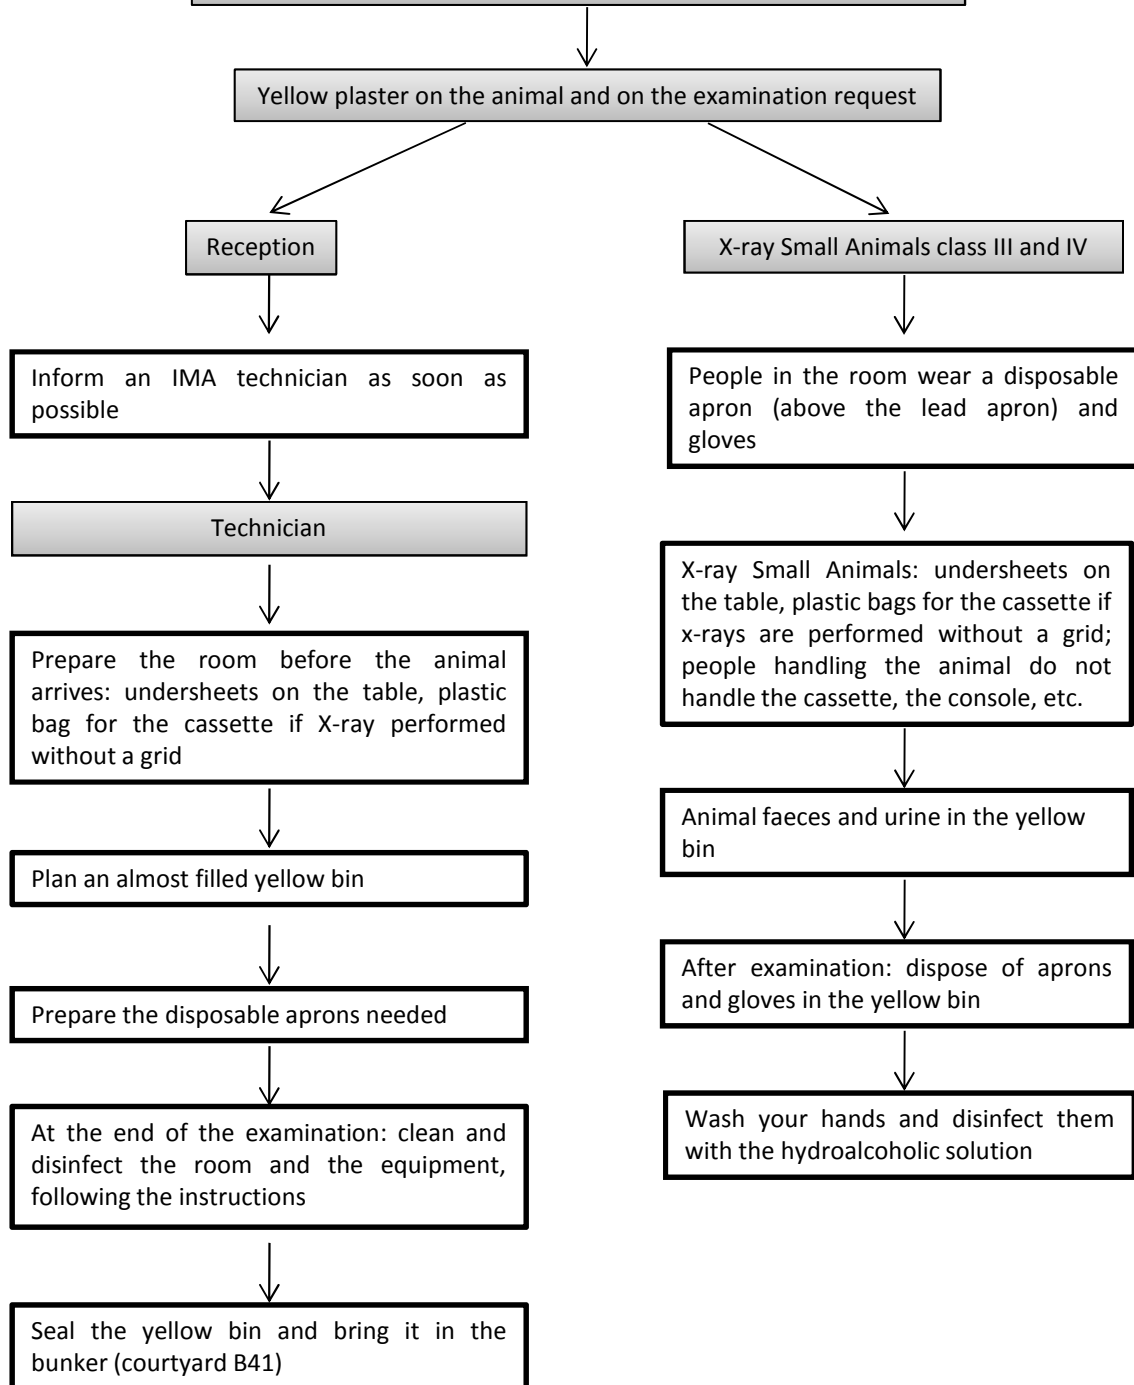 Yellow plaster on the animal and on the examination request
Reception
Inform an IMA technician as soon as
possible
Technician
Prepare the room before the animal
arrives: undersheets on the table, plastic
bag for the cassette if X-ray performed
without a grid
Plan an almost filled yellow bin
Prepare the disposable aprons needed
At the end of the examination: clean and
disinfect the room and the equipment,
following the instructions
Seal the yellow bin and bring it in the
bunker (courtyard B41)
X-ray Small Animals class III and IV
People in the room wear a disposable
apron (above the lead apron) and
gloves
X-ray Small Animals: undersheets on
the table, plastic bags for the cassette if
x-rays are performed without a grid;
people handling the animal do not
handle the cassette, the console, etc.
Animal faeces and urine in the yellow
bin
After examination: dispose of aprons
and gloves in the yellow bin
Wash your hands and disinfect them
with the hydroalcoholic solution